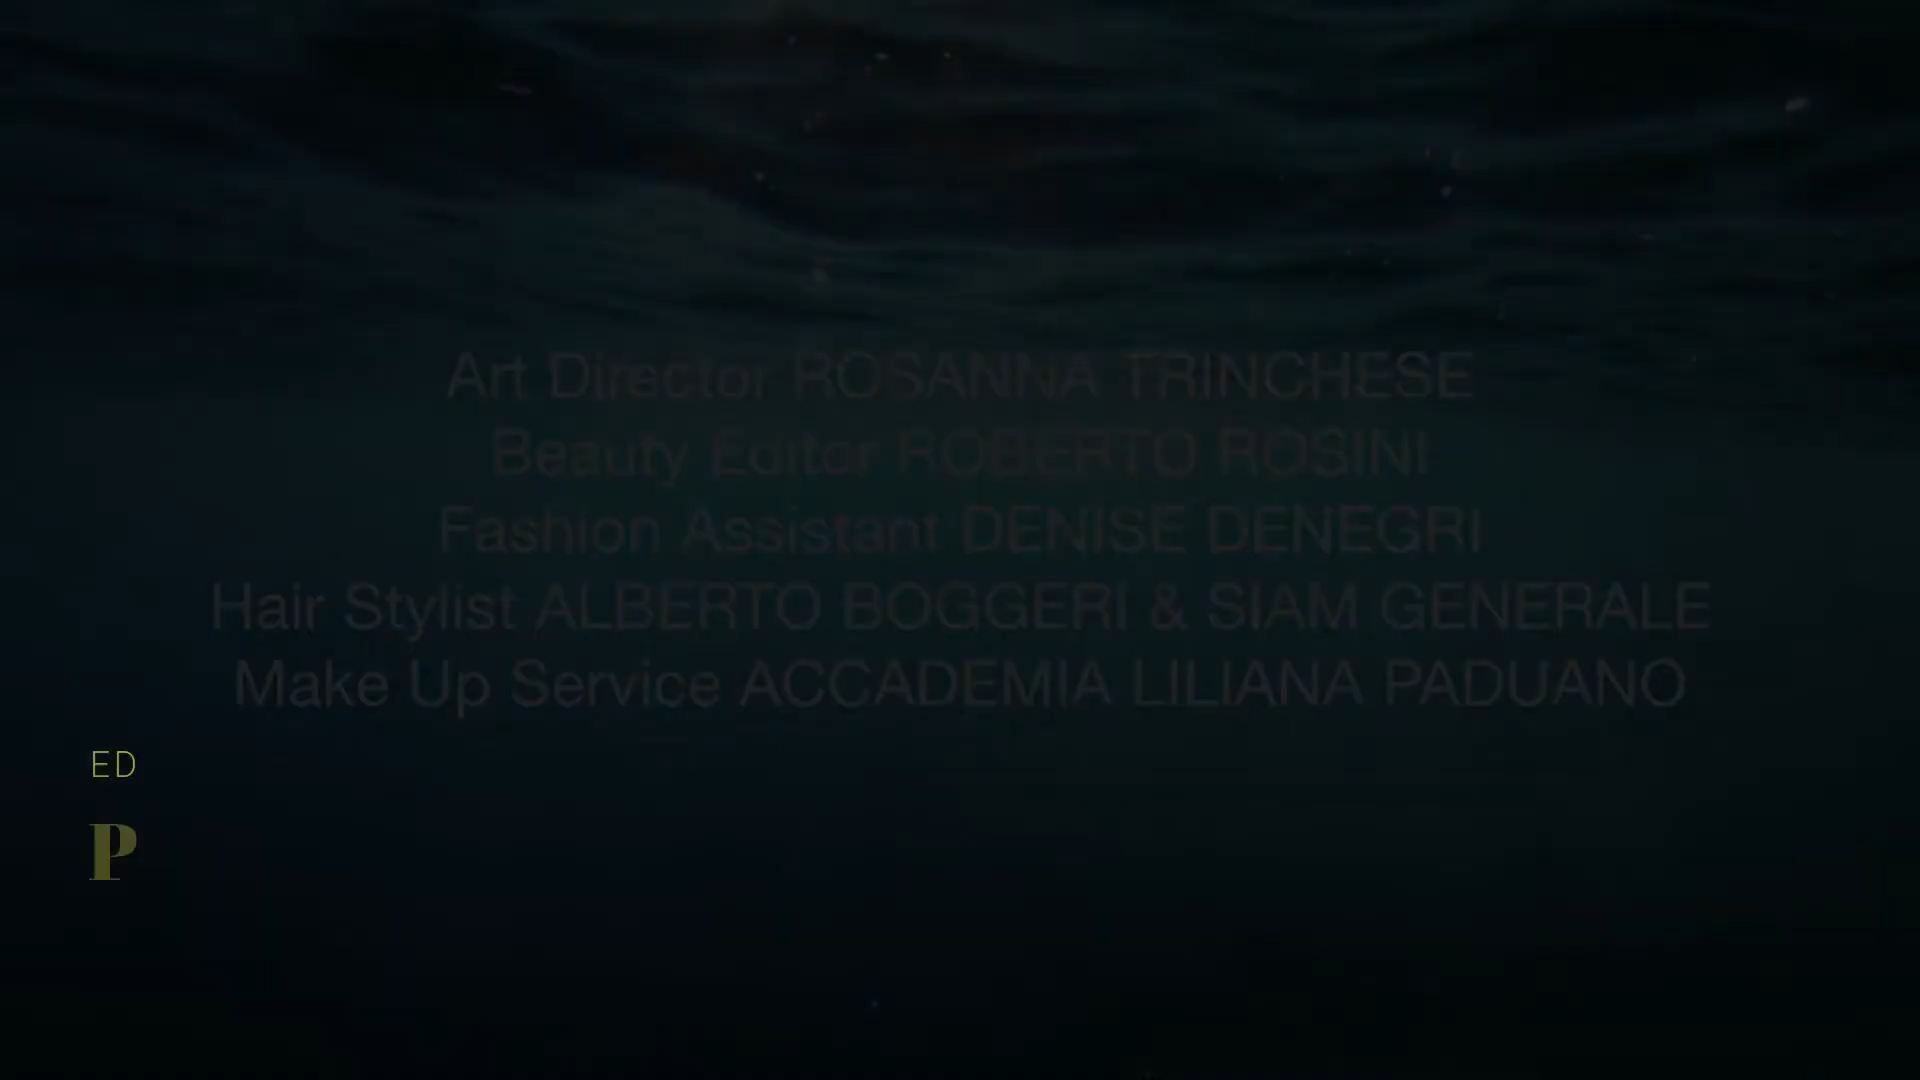 Art Director ROSANNA TRINCHESE
Beauty Editor ROBERTO ROSINI
Fashion Assistant DENISE DENEGRI
Hair Stylist ALBERTO BOGGERI & SIAM GENERALE
Make Up Service ACCADEMIA LILIANA PADUANO
ED
P